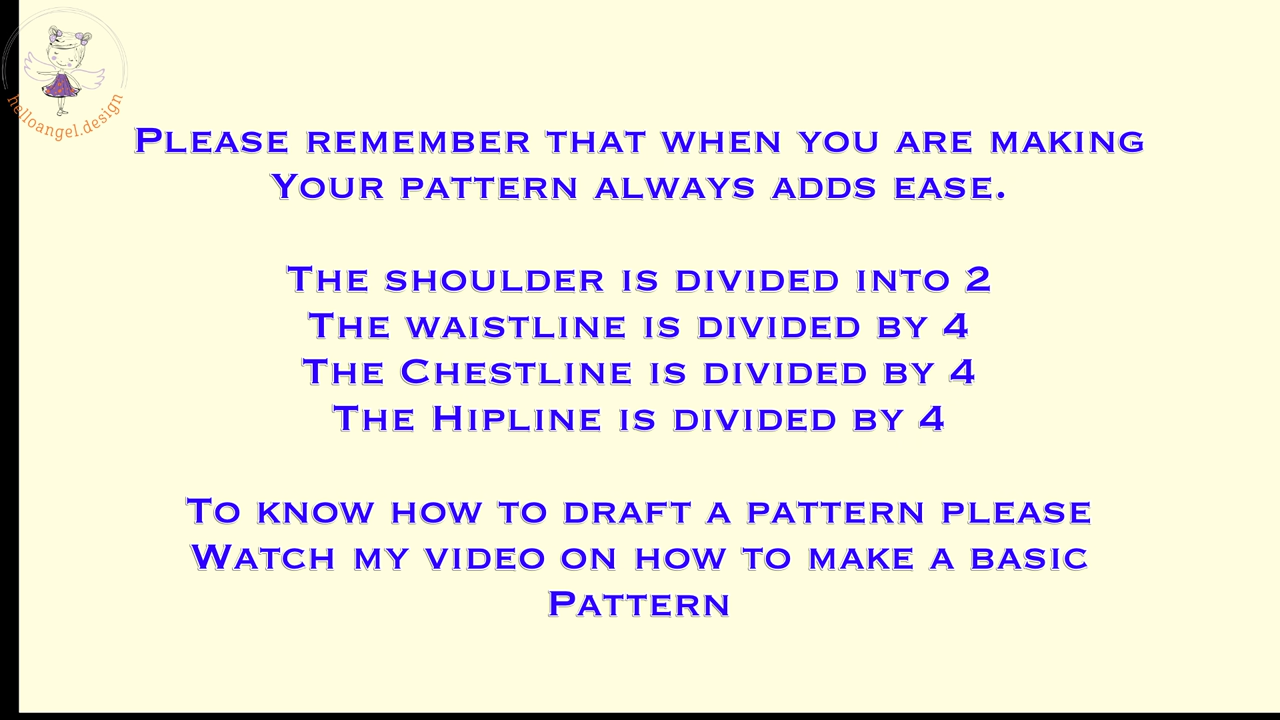 helloangel.design
Please remember that when you are making
Your pattern always adds ease.
The shoulder is divided into 2
The waistline is divided by 4
The Chestline is divided by 4
The Hipline is divided by 4
To know how to draft a pattern please
Watch my video on how to make a basic
Pattern